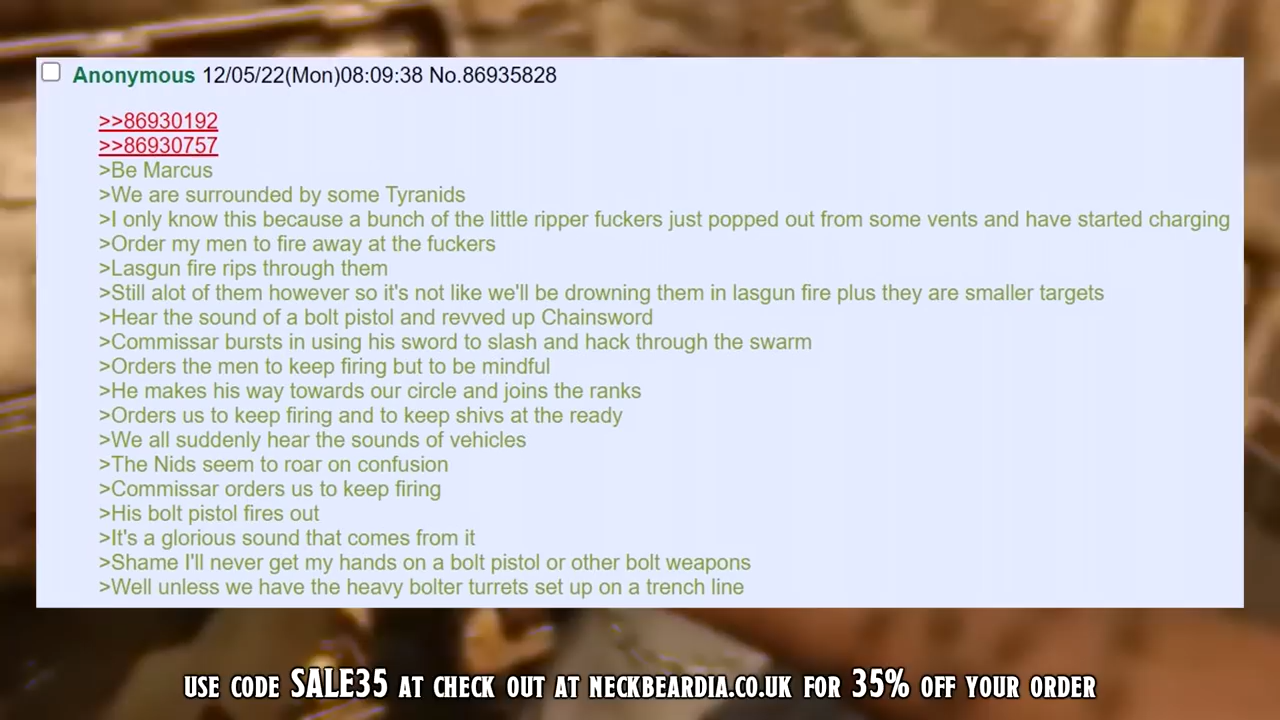 Anonymous 12/05/22(Mon)08:09:38 No.86935828
>>86930192
>>86930757
>Be Marcus
>We are surrounded by some Tyranids
>I only know this because a bunch of the little ripper fuckers just popped out from some vents and have started charging
>Order my men to fire away at the fuckers
>Lasgun fire rips through them
>Still alot of them however so it's not like we'll be drowning them in lasgun fire plus they are smaller targets
>Hear the sound of a bolt pistol and revved up Chainsword
>Commissar bursts in using his sword to slash and hack through the swarm
>Orders the men to keep firing but to be mindful
>He makes his way towards our circle and joins the ranks
>Orders us to keep firing and to keep shivs at the ready
>We all suddenly hear the sounds of vehicles
>The Nids seem to roar on confusion
>Commissar orders us to keep firing
>His bolt pistol fires out
>It's a glorious sound that comes from it
>Shame I'll never get my hands on a bolt pistol or other bolt weapons
>Well unless we have the heavy bolter turrets set up on a trench line
USE CODE SALE35 AT CHECK OUT AT NECKBEARDIA.CO.UK FOR 35% OFF YOUR ORDER